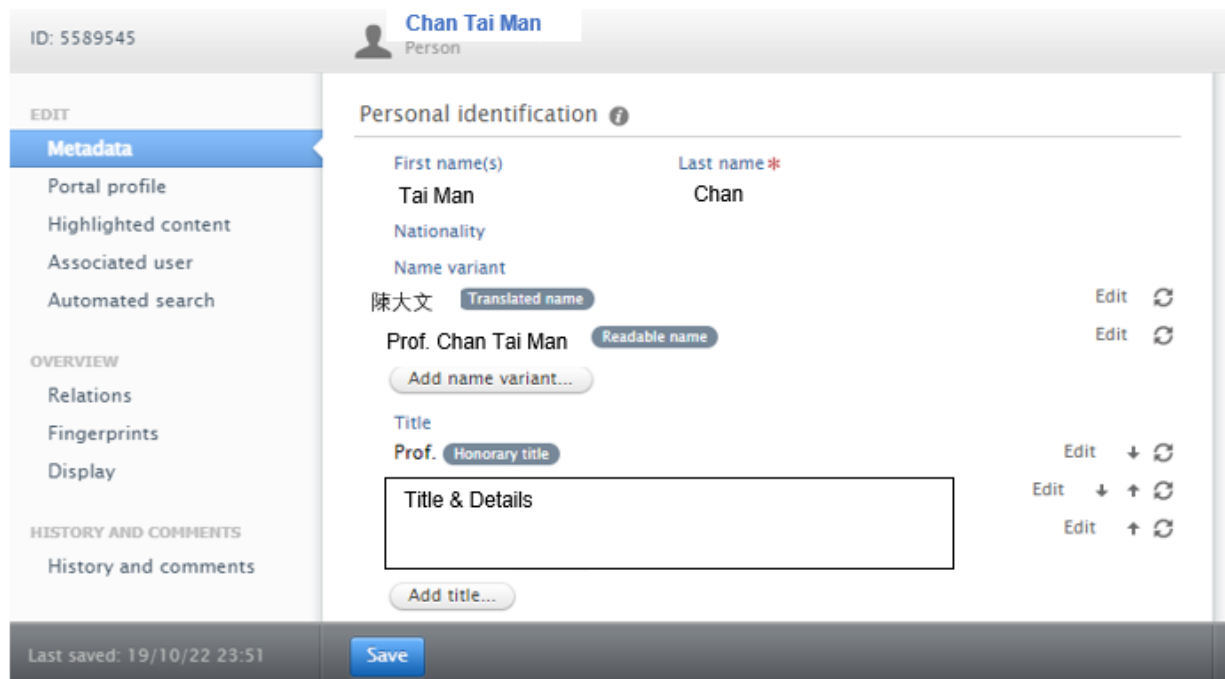 ID: 5589545
Chan Tai Man
Person
EDIT
Metadata
Portal profile
Highlighted content
Associated user
Automated search
OVERVIEW
Relations
Fingerprints
Display
HISTORY AND COMMENTS
History and comments
Personal identification
First name(s) Last name*
Tai Man Chan
Nationality
Name variant
陳大文 Translated name Edit
Prof. Chan Tai Man Readable name Edit
Add name variant...
Title
Prof. Honorary title Edit
Title & Details Edit
Edit
Add title...
Last saved: 19/10/22 23:51 Save